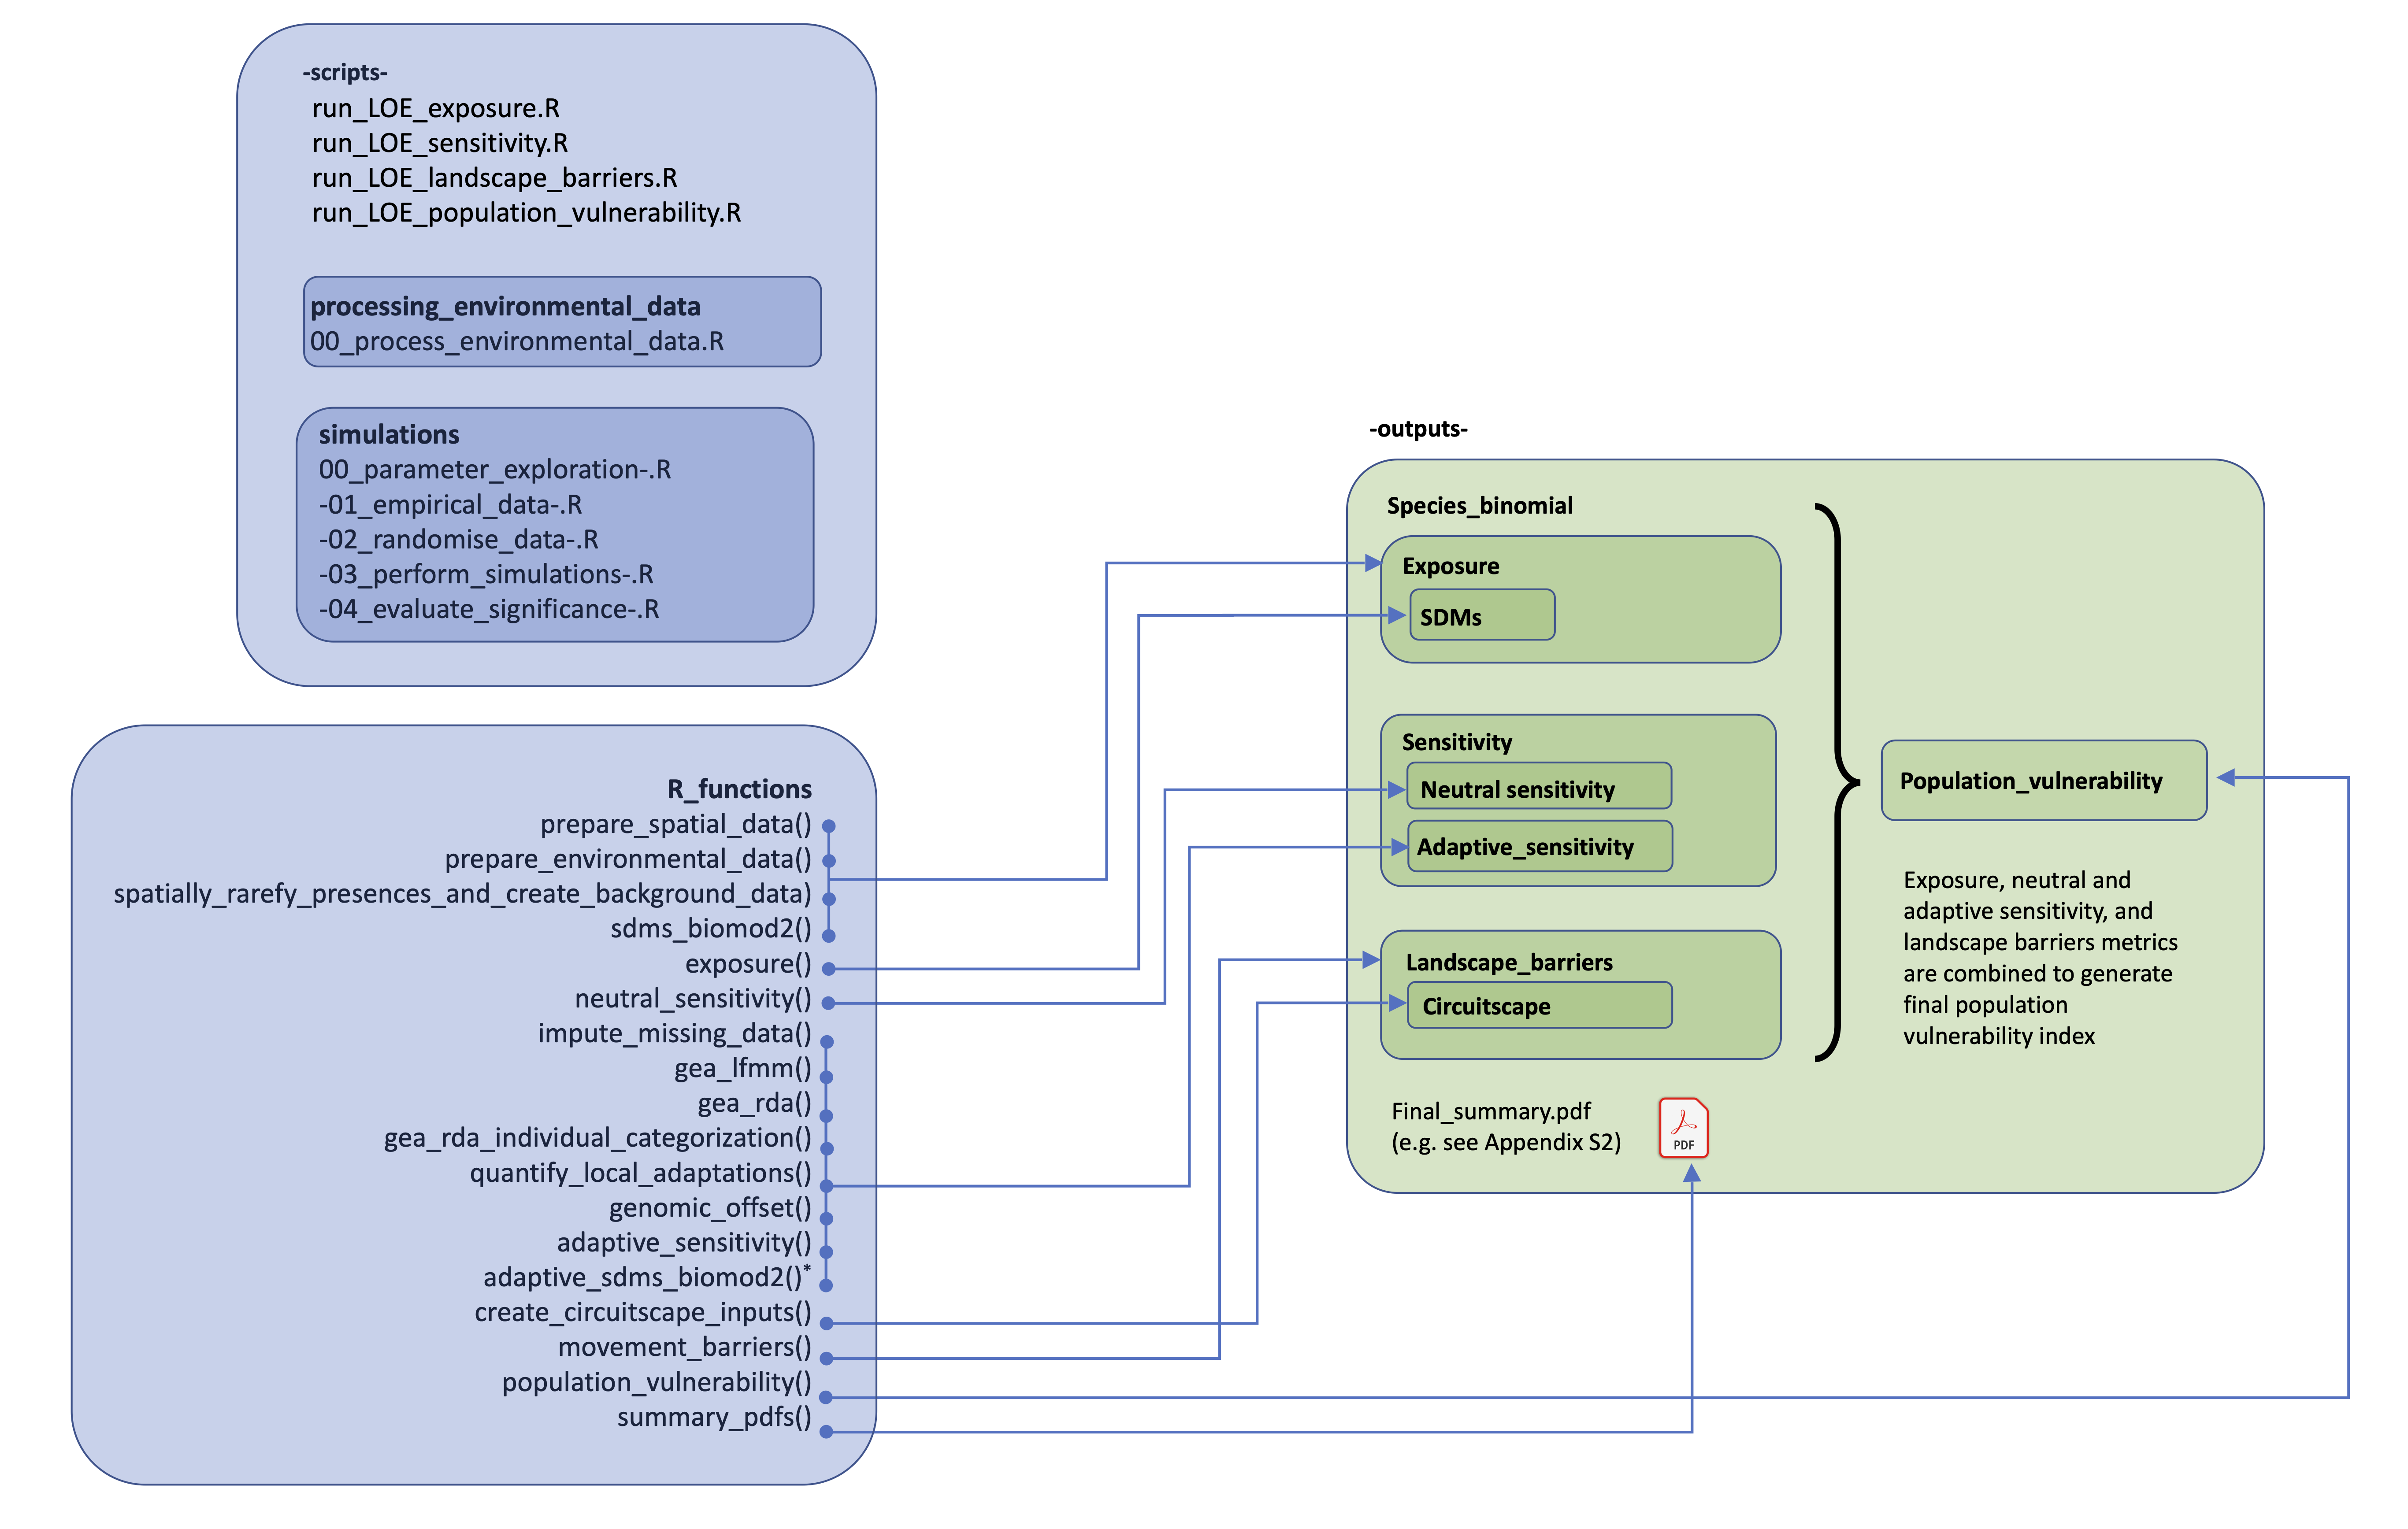 -scripts-
run_LOE_exposure.R
run_LOE_sensitivity.R
run_LOE_landscape_barriers.R
run_LOE_population_vulnerability.R
processing_environmental_data
00_process_environmental_data.R
simulations
00_parameter_exploration-.R
-01_empirical_data-.R
-02_randomise_data-.R
-03_perform_simulations-.R
-04_evaluate_significance-.R
R_functions
prepare_spatial_data()
prepare_environmental_data()
spatially_rarefy_presences_and_create_background_data)
sdms_biomod2()
exposure()
neutral_sensitivity()
impute_missing_data()
gea_lfmm()
gea_rda()
gea_rda_individual_categorization()
quantify_local_adaptations()
genomic_offset()
adaptive_sensitivity()
adaptive_sdms_biomod2()*
create_circuitscape_inputs()
movement_barriers()
population_vulnerability()
summary_pdfs()
-outputs-
Species_binomial
Exposure
SDMs
Sensitivity
Neutral sensitivity
Adaptive_sensitivity
Landscape_barriers
Circuitscape
Final_summary.pdf
(e.g. see Appendix S2)
PDF
Population_vulnerability
Exposure, neutral and
adaptive sensitivity, and
landscape barriers metrics
are combined to generate
final population
vulnerability index